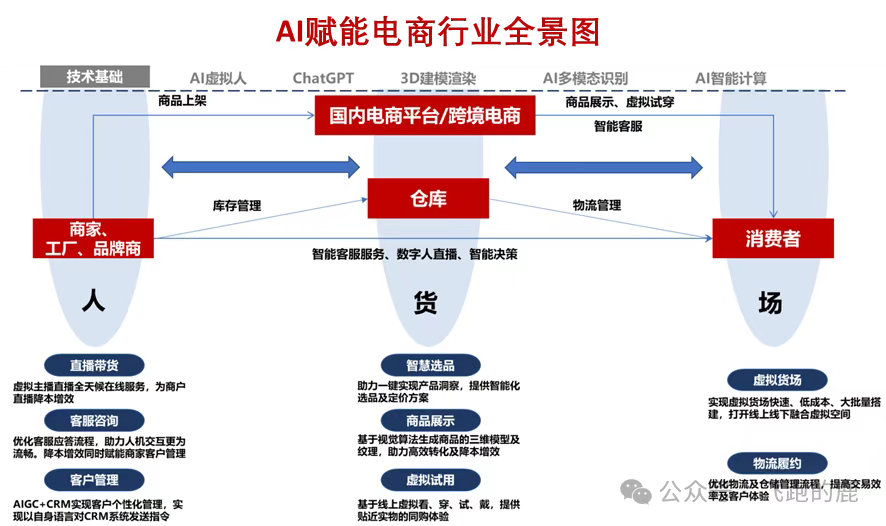 AI赋能电商行业全景图
技术基础 AI虚拟人 ChatGPT 3D建模渲染 AI多模态识别 AI智能计算
商品上架
国内电商平台/跨境电商
商品展示、虚拟试穿
智能客服
库存管理
仓库
物流管理
商家、
工厂、品牌商
消费者
智能客服服务、数字人直播、智能决策
人
货
场
直播带货
虚拟主播直播全天候在线服务，为商户
直播降本增效
客服咨询
优化客服应答流程，助力人机交互更为
流畅。降本增效同时赋能商家客户管理
客户管理
AIGC+CRM实现客户个性化管理，实
现以自身语言对CRM系统发送指令
智慧选品
助力一键实现产品洞察，提供智能化
选品及定价方案
商品展示
基于视觉算法生成商品的三维模型及
纹理，助力高效转化及降本增效
虚拟试用
基于线上虚拟看、穿、试、戴，提供
贴近实物的同购体验
虚拟货场
实现虚拟货场快速、低成本、大批量搭
建，打开线上线下融合虚拟空间
物流履约
优化物流及仓储管理流程，提高交易效
率及客户体验
公众 飞跑的鹿